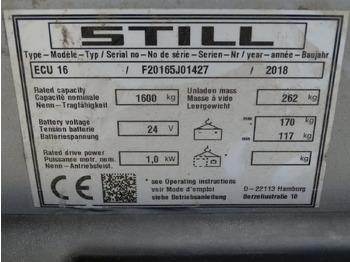 STILL
Type – Modèle – Typ / Serial no – No de série – Serien – Nr / year – année – Baujahr
ECU 16 / F20165J01427 / 2018
Rated capacity
Capacité nominale 1600 kg
Nenn – Tragfähigkeit
Unladen mass
Masse à vide 262 kg
Leergewicht
Battery voltage
Tension batterie 24 V
Batteriespannung
max 170 kg
min 117 kg
Rated drive power
Puissance mot. nom. 1,0 kW
Nenn – Antriebsleist.
kg
CE
see Operating instructions
voir Mode d'emploi
siehe Betriebsanleitung
D – 22113 Hamburg
Berzeliusstraße 10